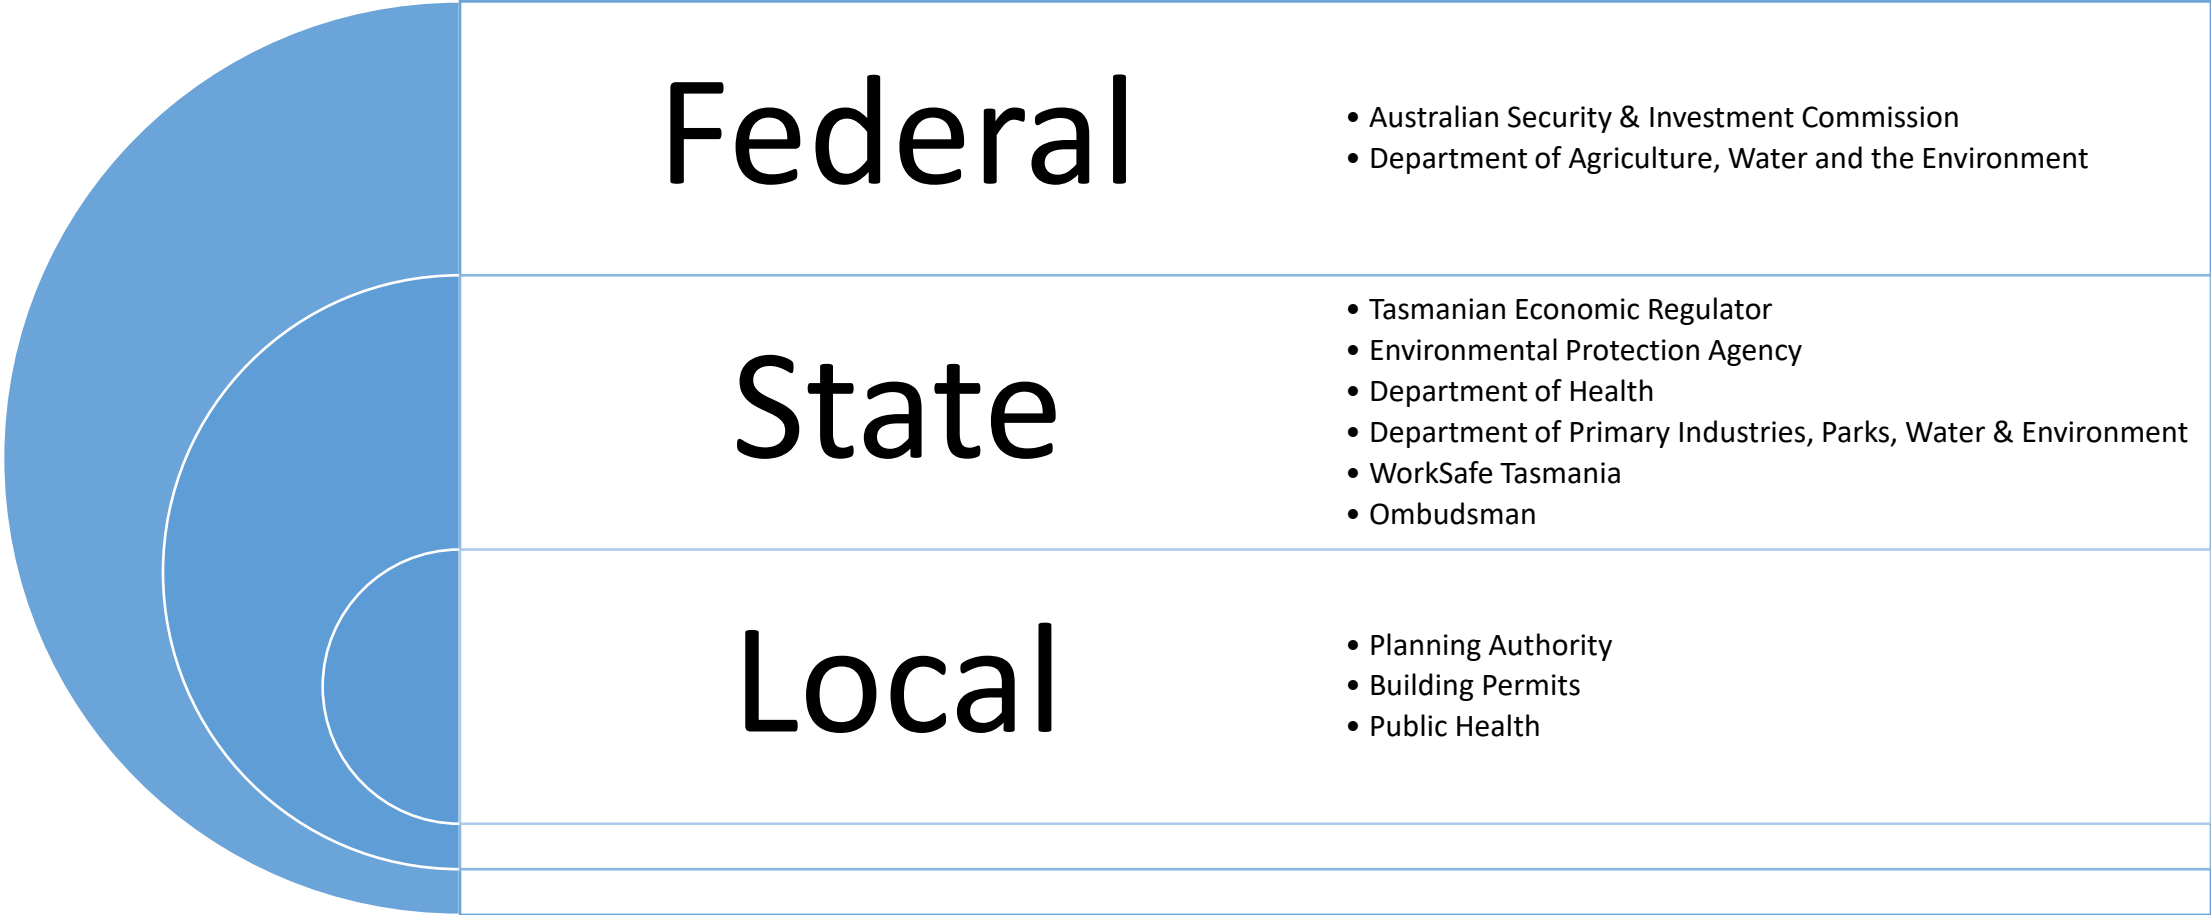 Federal
• Australian Security & Investment Commission
• Department of Agriculture, Water and the Environment
State
• Tasmanian Economic Regulator
• Environmental Protection Agency
• Department of Health
• Department of Primary Industries, Parks, Water & Environment
• WorkSafe Tasmania
• Ombudsman
Local
• Planning Authority
• Building Permits
• Public Health